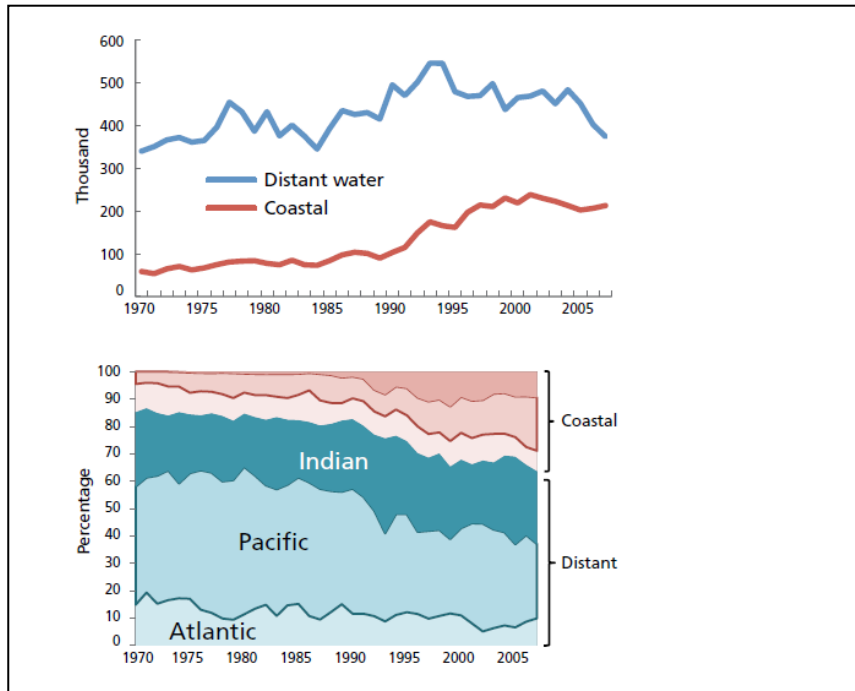 600
500
400
300
200
100
0
Thousand
Distant water
Coastal
1970 1975 1980 1985 1990 1995 2000 2005
100
90
80
70
60
50
40
30
20
10
0
Percentage
Indian
Pacific
Atlantic
Coastal
Distant
1970 1975 1980 1985 1990 1995 2000 2005